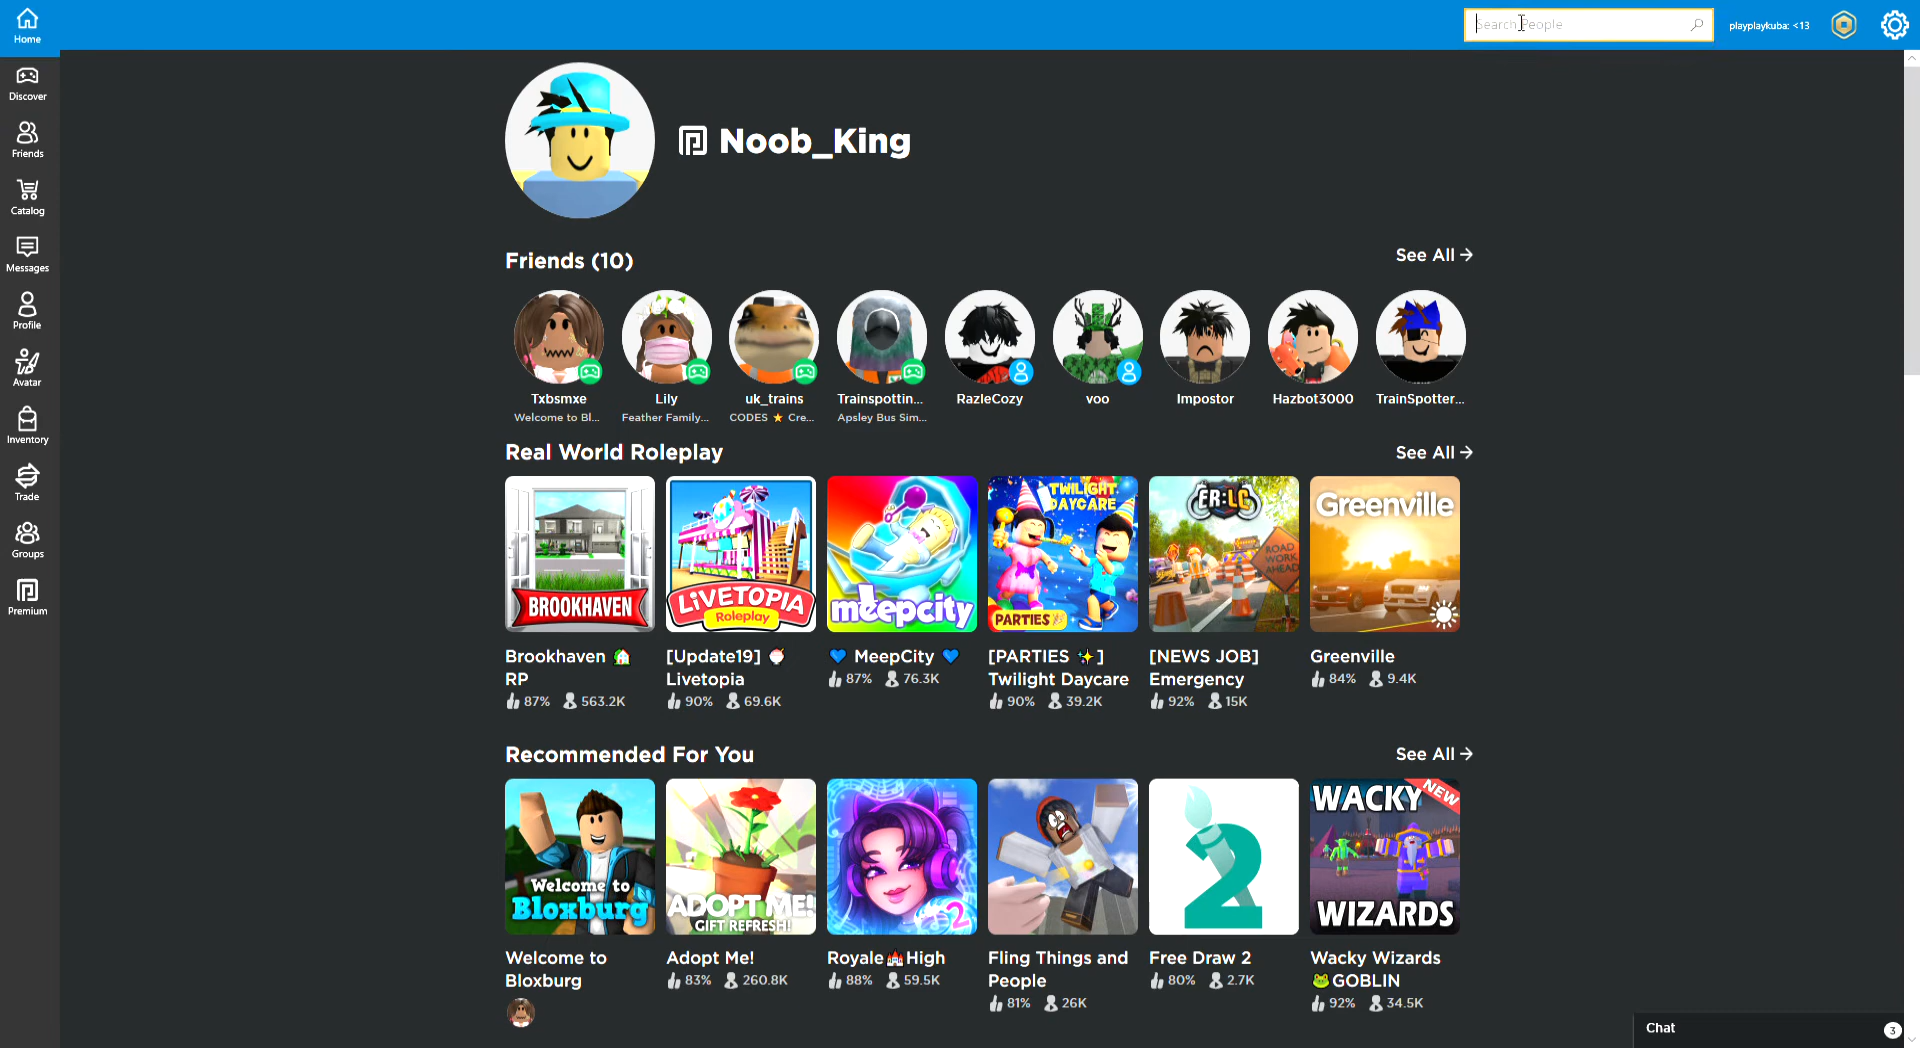 Home
Search People
playplaykuba: <13
Discover
Friends
Catalog
Messages
Profile
Avatar
Inventory
Trade
Groups
Premium
Noob_King
Friends (10)
See All →
Txbsmxe
Welcome to Bl...
Lily
Feather Family...
uk_trains
CODES ⭐ Cre...
Trainspottin...
Apsley Bus Sim...
RazleCozy
voo
Impostor
Hazbot3000
TrainSpotter...
Real World Roleplay
See All →
BROOKHAVEN
LIVETOPIA
Roleplay
meepcity
TWILIGHT
DAYCARE
PARTIES
ER:LC
ROAD
WORK
AHEAD
Greenville
Brookhaven 🏡
RP
87% 563.2K
[Update19] 🍧
Livetopia
90% 69.6K
💙 MeepCity 💙
87% 76.3K
[PARTIES ✨]
Twilight Daycare
90% 39.2K
[NEWS JOB]
Emergency
92% 15K
Greenville
84% 9.4K
Recommended For You
See All →
Welcome to
Bloxburg
ADOPT ME!
GIFT REFRESH!
2
2
WACKY
NEW
WIZARDS
Welcome to
Bloxburg
Adopt Me!
83% 260.8K
Royale🏰High
88% 59.5K
Fling Things and
People
81% 26K
Free Draw 2
80% 2.7K
Wacky Wizards
🐸GOBLIN
92% 34.5K
Chat
3